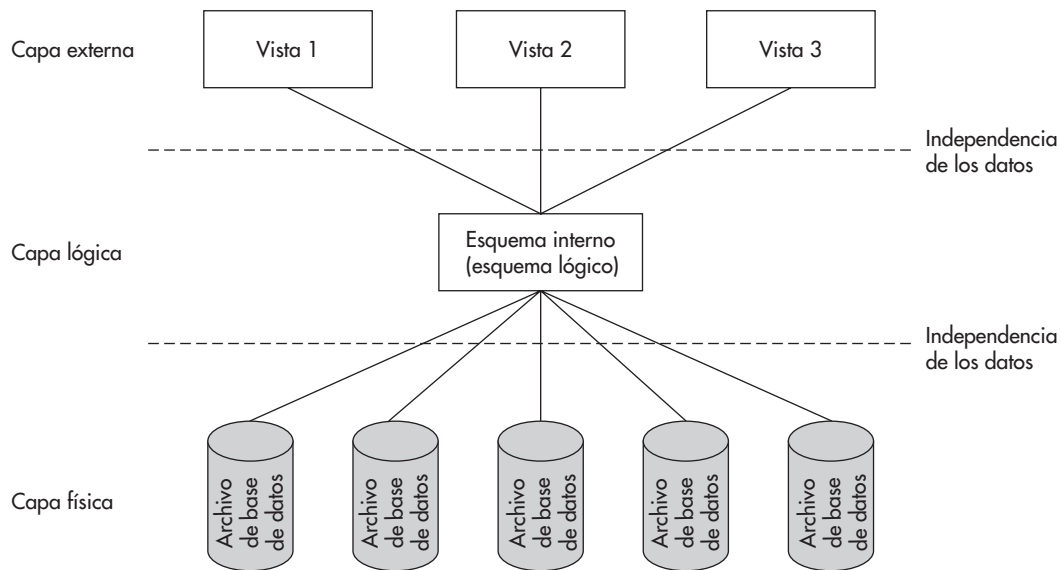 Capa externa
Vista 1
Vista 2
Vista 3
Independencia
de los datos
Capa lógica
Esquema interno
(esquema lógico)
Independencia
de los datos
Capa física
Archivo
de base
de datos
Archivo
de base
de datos
Archivo
de base
de datos
Archivo
de base
de datos
Archivo
de base
de datos